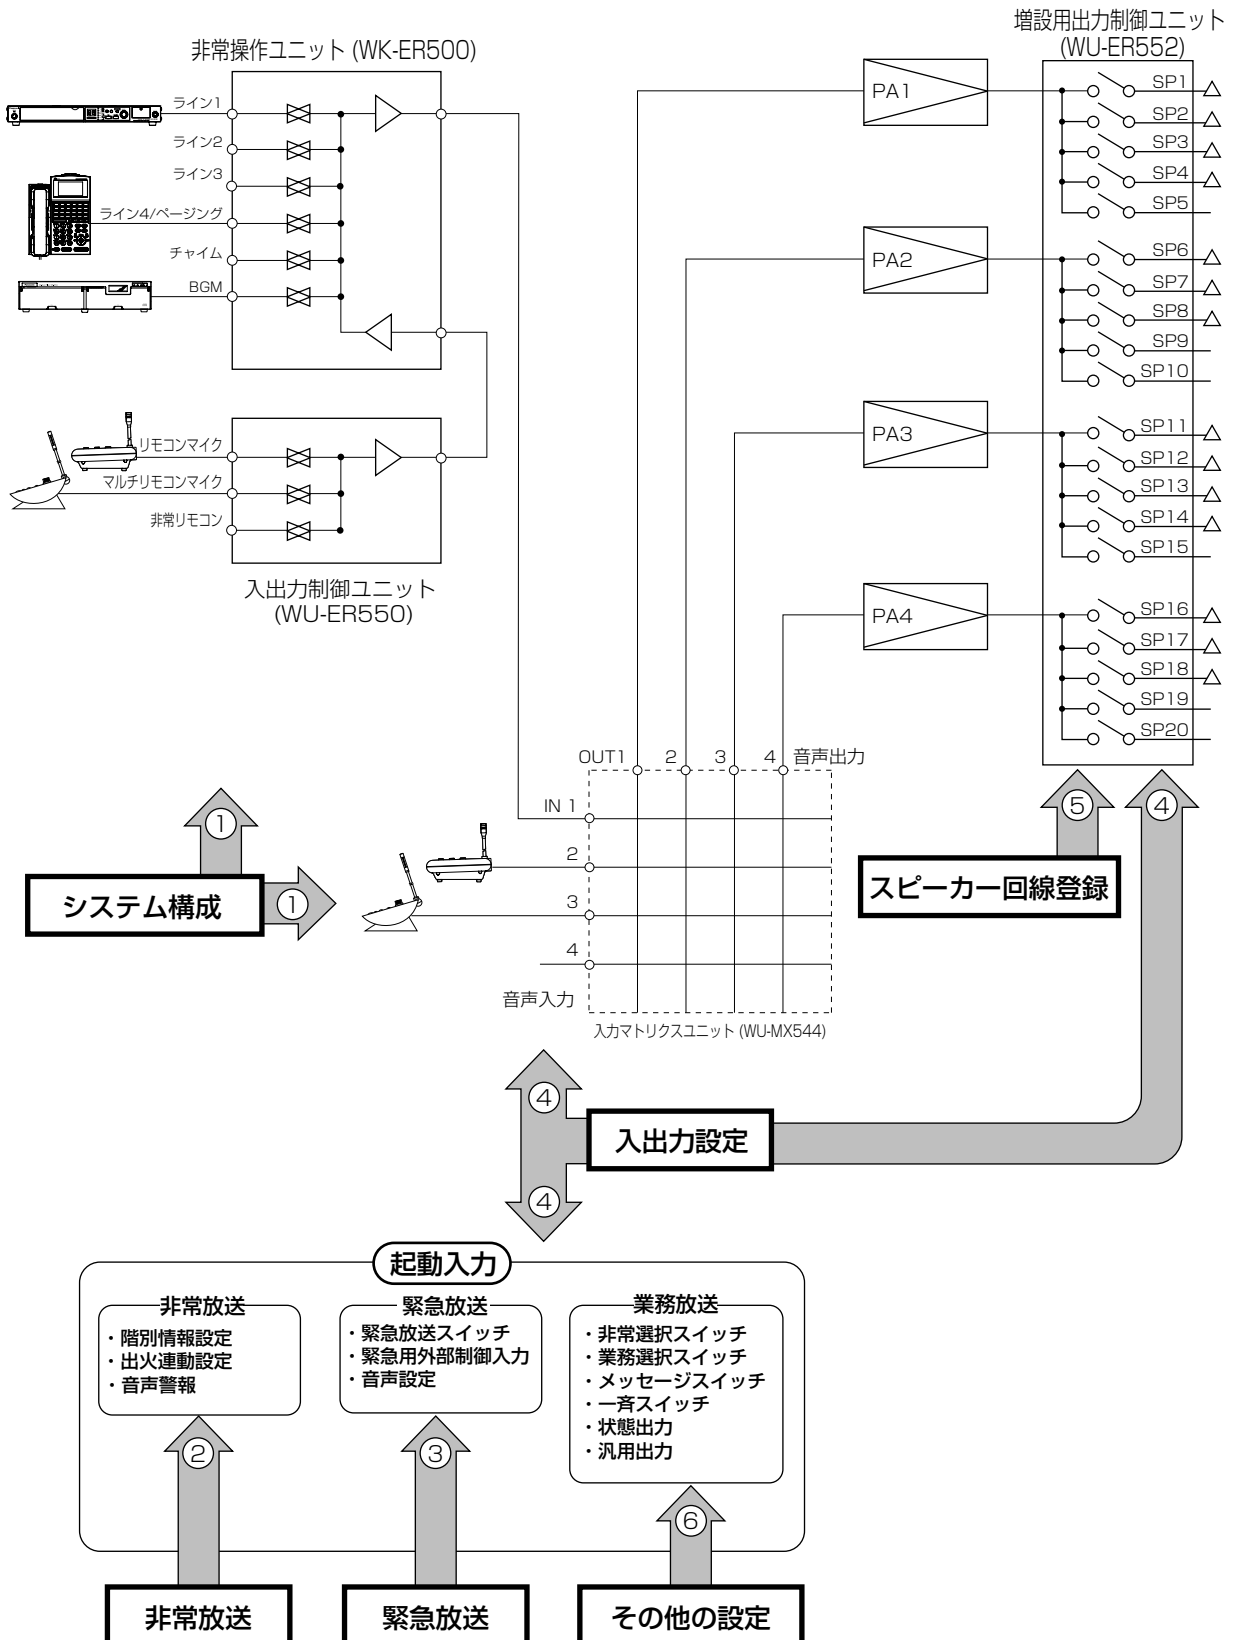 増設用出力制御ユニット
(WU-ER552)
非常操作ユニット (WK-ER500)
ライン1
ライン2
ライン3
ライン4/ページング
チャイム
BGM
リモコンマイク
マルチリモコンマイク
非常リモコン
入出力制御ユニット
(WU-ER550)
PA1
SP1
SP2
SP3
SP4
SP5
PA2
SP6
SP7
SP8
SP9
SP10
PA3
SP11
SP12
SP13
SP14
SP15
PA4
SP16
SP17
SP18
SP19
SP20
OUT1 2 3 4 音声出力
IN 1
2
3
4
音声入力
入力マトリクスユニット (WU-MX544)
①
システム構成 ①
⑤ ④
スピーカー回線登録
④
入出力設定
④
起動入力
非常放送
・階別情報設定
・出火連動設定
・音声警報
緊急放送
・緊急放送スイッチ
・緊急用外部制御入力
・音声設定
業務放送
・非常選択スイッチ
・業務選択スイッチ
・メッセージスイッチ
・一斉スイッチ
・状態出力
・汎用出力
② ③ ⑥
非常放送 緊急放送 その他の設定